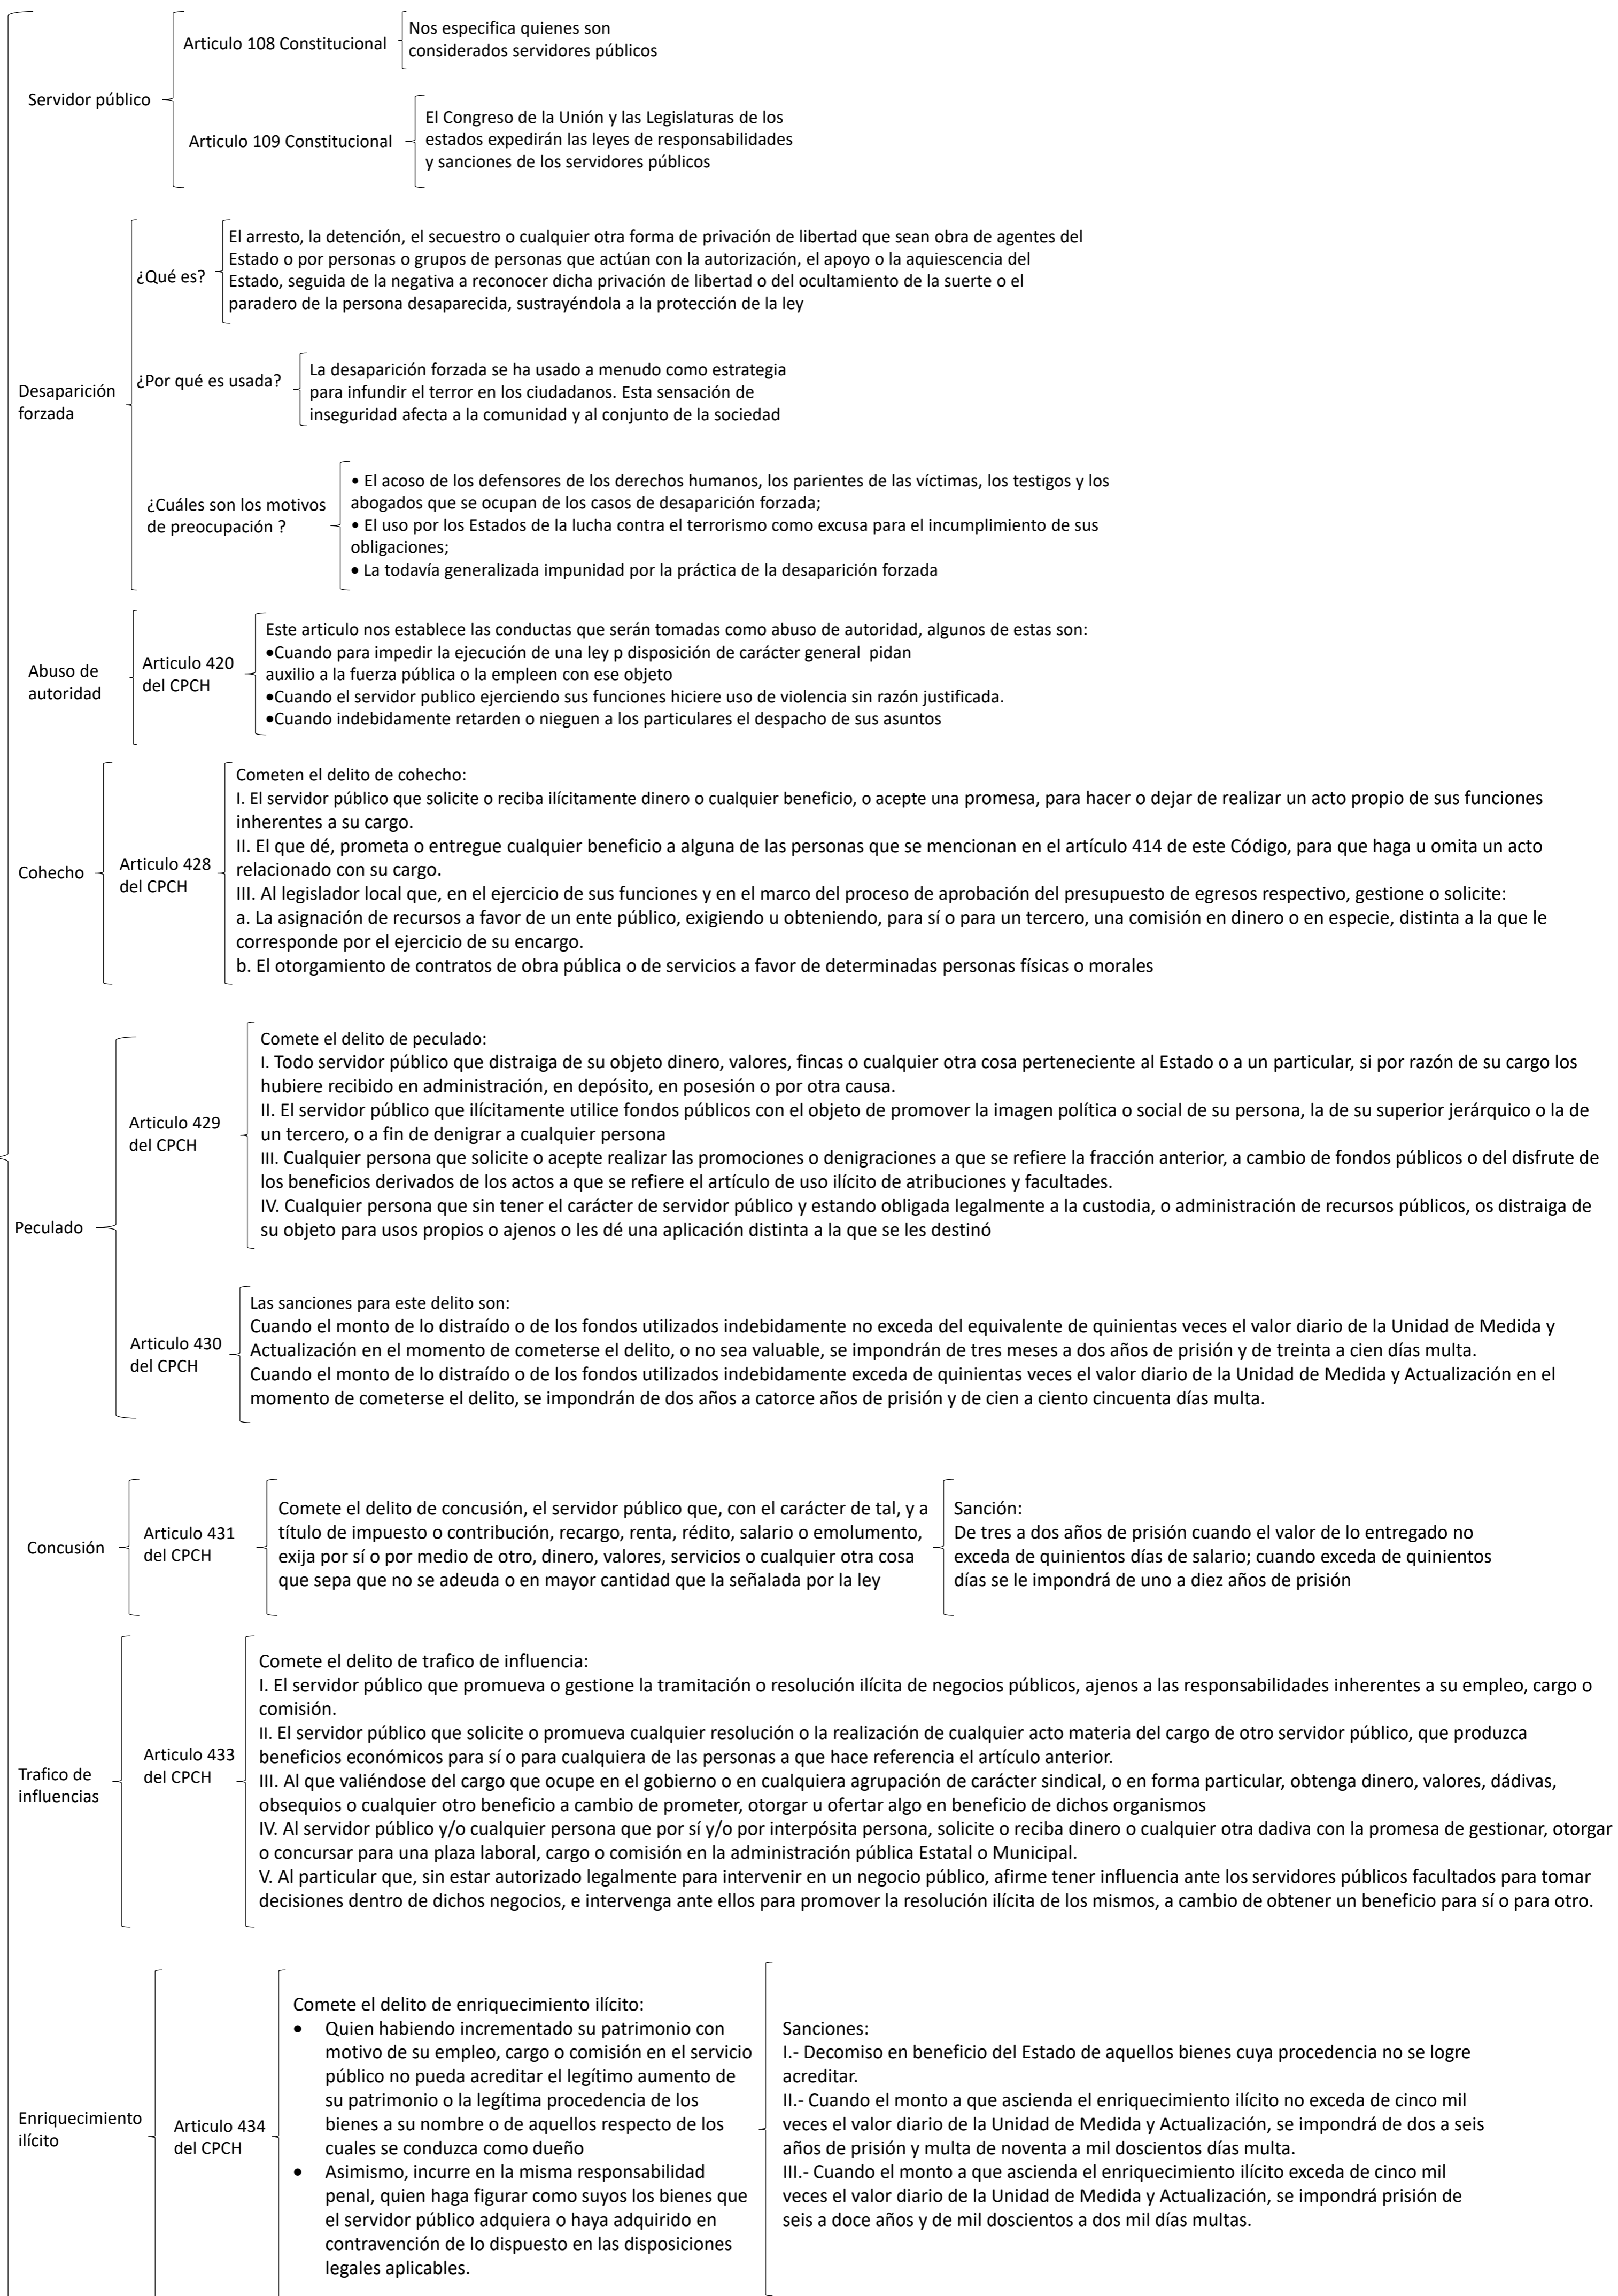 Servidor público
Articulo 108 Constitucional
Nos especifica quienes son
considerados servidores públicos
Articulo 109 Constitucional
El Congreso de la Unión y las Legislaturas de los
estados expedirán las leyes de responsabilidades
y sanciones de los servidores públicos
Desaparición
forzada
¿Qué es?
El arresto, la detención, el secuestro o cualquier otra forma de privación de libertad que sean obra de agentes del
Estado o por personas o grupos de personas que actúan con la autorización, el apoyo o la aquiescencia del
Estado, seguida de la negativa a reconocer dicha privación de libertad o del ocultamiento de la suerte o el
paradero de la persona desaparecida, sustrayéndola a la protección de la ley
¿Por qué es usada?
La desaparición forzada se ha usado a menudo como estrategia
para infundir el terror en los ciudadanos. Esta sensación de
inseguridad afecta a la comunidad y al conjunto de la sociedad
¿Cuáles son los motivos
de preocupación ?
• El acoso de los defensores de los derechos humanos, los parientes de las víctimas, los testigos y los
abogados que se ocupan de los casos de desaparición forzada;
• El uso por los Estados de la lucha contra el terrorismo como excusa para el incumplimiento de sus
obligaciones;
• La todavía generalizada impunidad por la práctica de la desaparición forzada
Abuso de
autoridad
Articulo 420
del CPCH
Este articulo nos establece las conductas que serán tomadas como abuso de autoridad, algunos de estas son:
•Cuando para impedir la ejecución de una ley p disposición de carácter general  pidan
auxilio a la fuerza pública o la empleen con ese objeto
•Cuando el servidor publico ejerciendo sus funciones hiciere uso de violencia sin razón justificada.
•Cuando indebidamente retarden o nieguen a los particulares el despacho de sus asuntos
Cohecho
Articulo 428
del CPCH
Cometen el delito de cohecho:
I. El servidor público que solicite o reciba ilícitamente dinero o cualquier beneficio, o acepte una promesa, para hacer o dejar de realizar un acto propio de sus funciones
inherentes a su cargo.
II. El que dé, prometa o entregue cualquier beneficio a alguna de las personas que se mencionan en el artículo 414 de este Código, para que haga u omita un acto
relacionado con su cargo.
III. Al legislador local que, en el ejercicio de sus funciones y en el marco del proceso de aprobación del presupuesto de egresos respectivo, gestione o solicite:
a. La asignación de recursos a favor de un ente público, exigiendo u obteniendo, para sí o para un tercero, una comisión en dinero o en especie, distinta a la que le
corresponde por el ejercicio de su encargo.
b. El otorgamiento de contratos de obra pública o de servicios a favor de determinadas personas físicas o morales
Peculado
Articulo 429
del CPCH
Comete el delito de peculado:
I. Todo servidor público que distraiga de su objeto dinero, valores, fincas o cualquier otra cosa perteneciente al Estado o a un particular, si por razón de su cargo los
hubiere recibido en administración, en depósito, en posesión o por otra causa.
II. El servidor público que ilícitamente utilice fondos públicos con el objeto de promover la imagen política o social de su persona, la de su superior jerárquico o la de
un tercero, o a fin de denigrar a cualquier persona
III. Cualquier persona que solicite o acepte realizar las promociones o denigraciones a que se refiere la fracción anterior, a cambio de fondos públicos o del disfrute de
los beneficios derivados de los actos a que se refiere el artículo de uso ilícito de atribuciones y facultades.
IV. Cualquier persona que sin tener el carácter de servidor público y estando obligada legalmente a la custodia, o administración de recursos públicos, os distraiga de
su objeto para usos propios o ajenos o les dé una aplicación distinta a la que se les destinó
Articulo 430
del CPCH
Las sanciones para este delito son:
Cuando el monto de lo distraído o de los fondos utilizados indebidamente no exceda del equivalente de quinientas veces el valor diario de la Unidad de Medida y
Actualización en el momento de cometerse el delito, o no sea valuable, se impondrán de tres meses a dos años de prisión y de treinta a cien días multa.
Cuando el monto de lo distraído o de los fondos utilizados indebidamente exceda de quinientas veces el valor diario de la Unidad de Medida y Actualización en el
momento de cometerse el delito, se impondrán de dos años a catorce años de prisión y de cien a ciento cincuenta días multa.
Concusión
Articulo 431
del CPCH
Comete el delito de concusión, el servidor público que, con el carácter de tal, y a
título de impuesto o contribución, recargo, renta, rédito, salario o emolumento,
exija por sí o por medio de otro, dinero, valores, servicios o cualquier otra cosa
que sepa que no se adeuda o en mayor cantidad que la señalada por la ley
Sanción:
De tres a dos años de prisión cuando el valor de lo entregado no
exceda de quinientos días de salario; cuando exceda de quinientos
días se le impondrá de uno a diez años de prisión
Trafico de
influencias
Articulo 433
del CPCH
Comete el delito de trafico de influencia:
I. El servidor público que promueva o gestione la tramitación o resolución ilícita de negocios públicos, ajenos a las responsabilidades inherentes a su empleo, cargo o
comisión.
II. El servidor público que solicite o promueva cualquier resolución o la realización de cualquier acto materia del cargo de otro servidor público, que produzca
beneficios económicos para sí o para cualquiera de las personas a que hace referencia el artículo anterior.
III. Al que valiéndose del cargo que ocupe en el gobierno o en cualquiera agrupación de carácter sindical, o en forma particular, obtenga dinero, valores, dádivas,
obsequios o cualquier otro beneficio a cambio de prometer, otorgar u ofertar algo en beneficio de dichos organismos
IV. Al servidor público y/o cualquier persona que por sí y/o por interpósita persona, solicite o reciba dinero o cualquier otra dadiva con la promesa de gestionar, otorgar
o concursar para una plaza laboral, cargo o comisión en la administración pública Estatal o Municipal.
V. Al particular que, sin estar autorizado legalmente para intervenir en un negocio público, afirme tener influencia ante los servidores públicos facultados para tomar
decisiones dentro de dichos negocios, e intervenga ante ellos para promover la resolución ilícita de los mismos, a cambio de obtener un beneficio para sí o para otro.
Enriquecimiento
ilícito
Articulo 434
del CPCH
Comete el delito de enriquecimiento ilícito:
• Quien habiendo incrementado su patrimonio con
motivo de su empleo, cargo o comisión en el servicio
público no pueda acreditar el legítimo aumento de
su patrimonio o la legítima procedencia de los
bienes a su nombre o de aquellos respecto de los
cuales se conduzca como dueño
• Asimismo, incurre en la misma responsabilidad
penal, quien haga figurar como suyos los bienes que
el servidor público adquiera o haya adquirido en
contravención de lo dispuesto en las disposiciones
legales aplicables.
Sanciones:
I.- Decomiso en beneficio del Estado de aquellos bienes cuya procedencia no se logre
acreditar.
II.- Cuando el monto a que ascienda el enriquecimiento ilícito no exceda de cinco mil
veces el valor diario de la Unidad de Medida y Actualización, se impondrá de dos a seis
años de prisión y multa de noventa a mil doscientos días multa.
III.- Cuando el monto a que ascienda el enriquecimiento ilícito exceda de cinco mil
veces el valor diario de la Unidad de Medida y Actualización, se impondrá prisión de
seis a doce años y de mil doscientos a dos mil días multas.